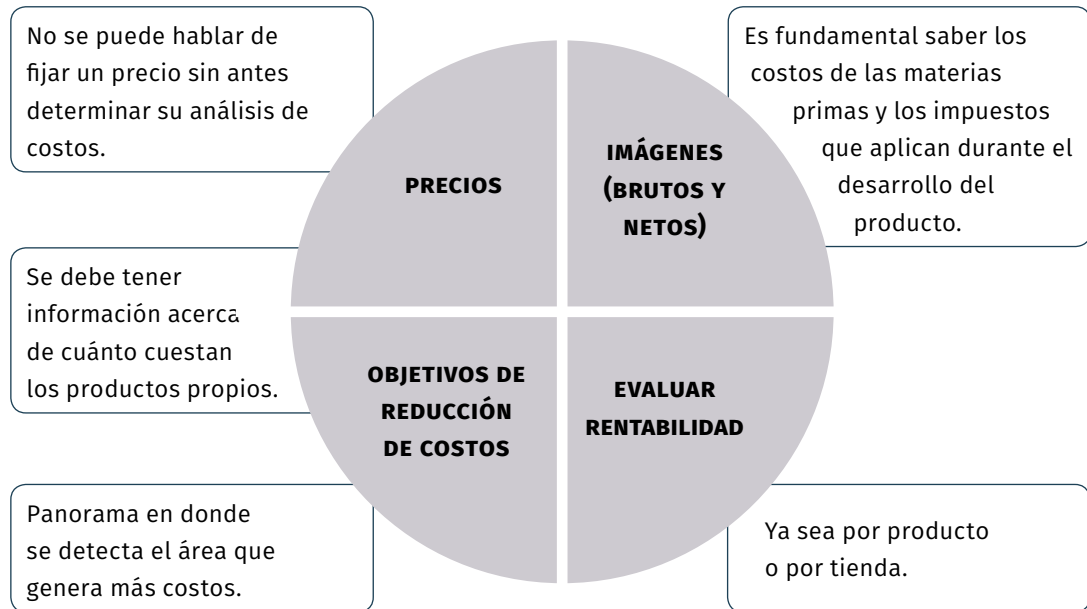 No se puede hablar de
fijar un precio sin antes
determinar su análisis de
costos.
Es fundamental saber los
costos de las materias
primas y los impuestos
que aplican durante el
desarrollo del
producto.
PRECIOS
IMÁGENES
(BRUTOS Y
NETOS)
Se debe tener
información acerca
de cuánto cuestan
los productos propios.
OBJETIVOS DE
REDUCCIÓN
DE COSTOS
EVALUAR
RENTABILIDAD
Panorama en donde
se detecta el área que
genera más costos.
Ya sea por producto
o por tienda.